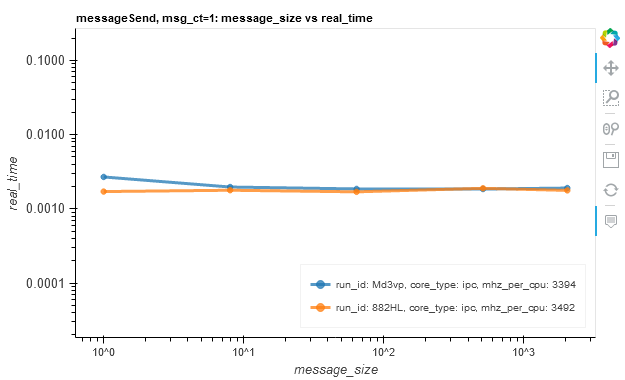 messageSend, msg_ct=1: message_size vs real_time
0.1000
0.0100
0.0010
0.0001
real_time
run_id: Md3vp, core_type: ipc, mhz_per_cpu: 3394
run_id: 882HL, core_type: ipc, mhz_per_cpu: 3492
10^0
10^1
10^2
10^3
message_size